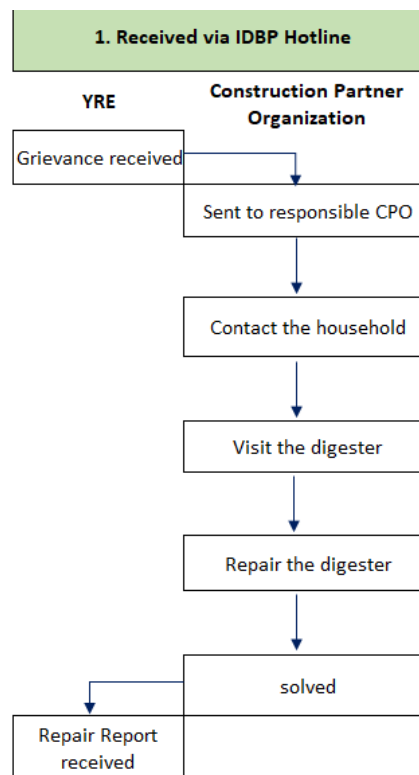 1. Received via IDBP Hotline
YRE
Construction Partner
Organization
Grievance received
Sent to responsible CPO
Contact the household
Visit the digester
Repair the digester
solved
Repair Report
received